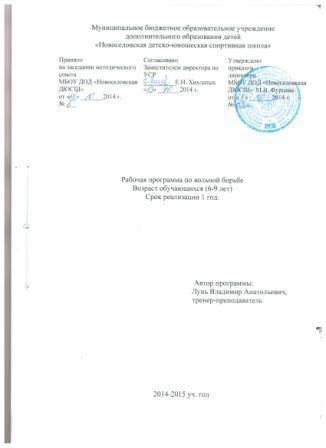 Муниципальное бюджетное образовательное учреждение
дополнительного образования детей
«Новоселовская детско-юношеская спортивная школа»
Принято
на заседании методического
совета
МБОУ ДОД «Новоселовская
ДЮСШ»
от 2014 г.
№
Согласовано
Заместителем директора по
УСР
Е.Н. Хихлатых
2014 г.
Утверждено
приказом
директора
МБОУ ДОД «Новоселовская
ДЮСШ» М.В. Фурцева
от 2014 г.
№
Рабочая программа по вольной борьбе
Возраст обучающихся (6-9 лет)
Срок реализации 1 год.
Автор программы:
Лунь Владимир Анатольевич,
тренер-преподаватель
2014-2015 уч. год